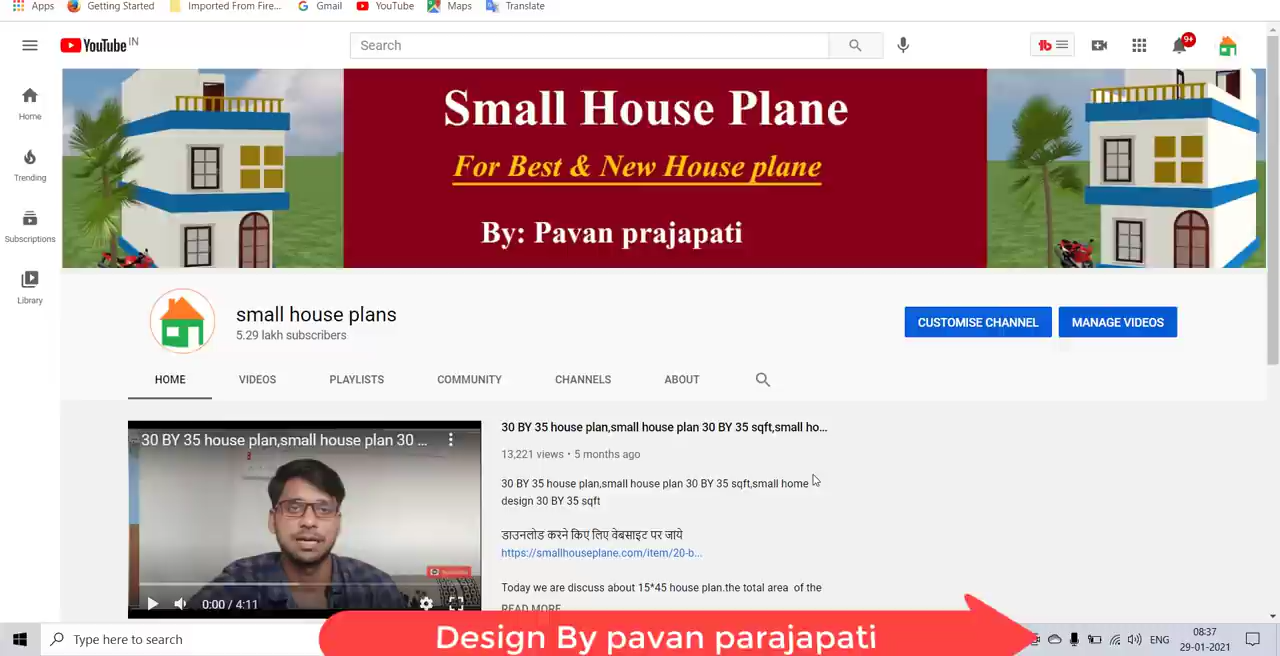 Apps Getting Started Imported From Fire... Gmail YouTube Maps Translate
YouTube IN
Search
9+
Home
Trending
Subscriptions
Library
Small House Plane
For Best & New House plane
By: Pavan prajapati
small house plans
5.29 lakh subscribers
CUSTOMISE CHANNEL
MANAGE VIDEOS
HOME VIDEOS PLAYLISTS COMMUNITY CHANNELS ABOUT
30 BY 35 house plan,small house plan 30 ...
0:00 / 4:11
30 BY 35 house plan,small house plan 30 BY 35 sqft,small ho...
13,221 views • 5 months ago
30 BY 35 house plan,small house plan 30 BY 35 sqft,small home
design 30 BY 35 sqft
डाउनलोड करने किए लिए वेबसाइट पर जाये
https://smallhouseplane.com/item/20-b...
Today we are discuss about 15*45 house plan.the total area of the
READ MORE
Type here to search
Design By pavan parajapati
ENG
08:37
29-01-2021